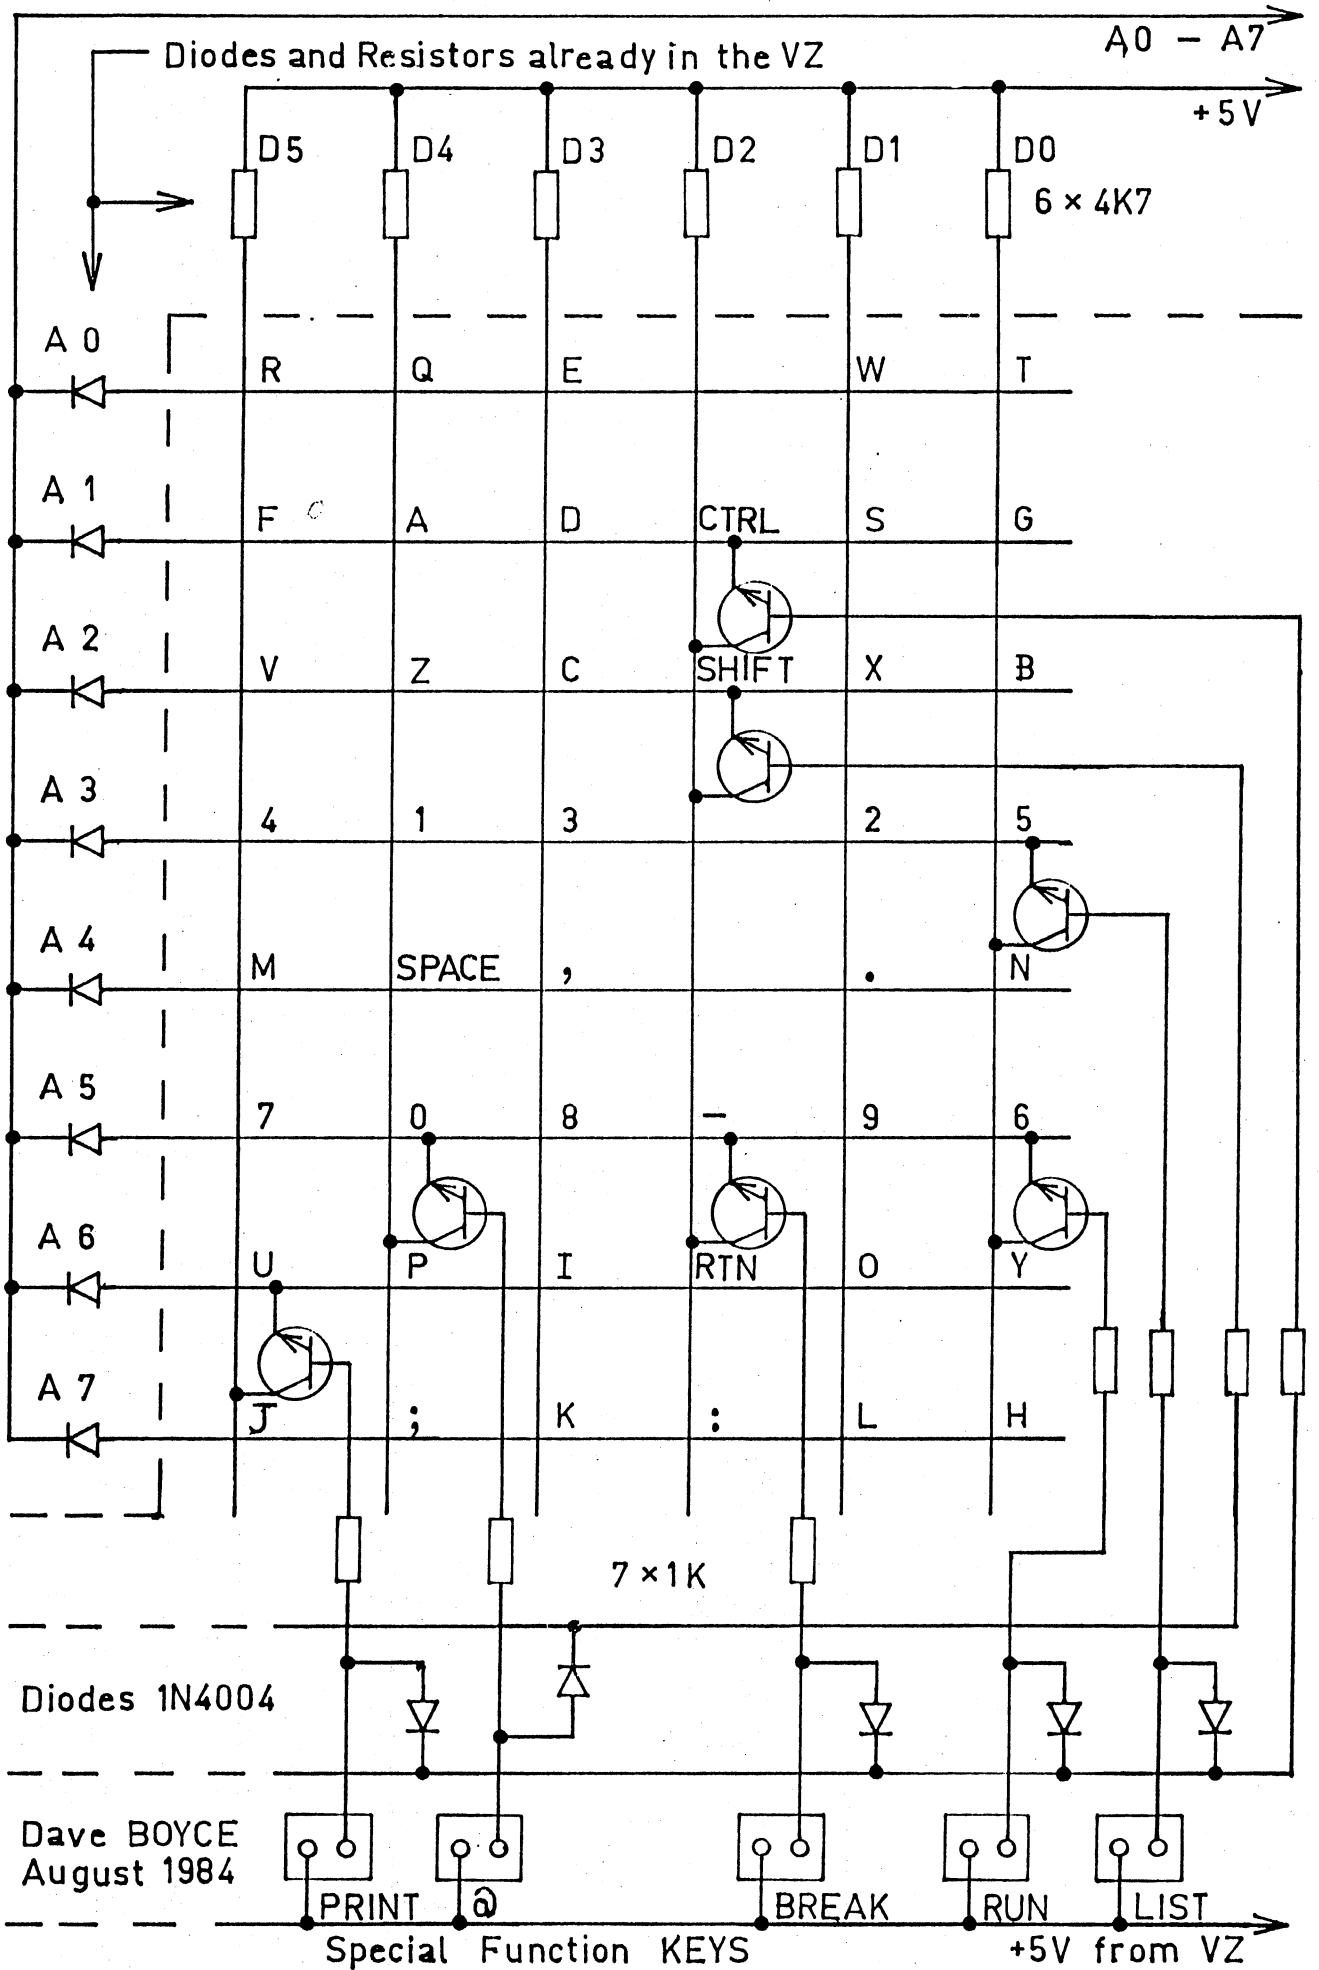 A0 - A7
Diodes and Resistors already in the VZ
+5V
D5 D4 D3 D2 D1 D0
6 × 4K7
A 0
R Q E W T
A 1
F A D CTRL S G
A 2
V Z C SHIFT X B
A 3
4 1 3 2 5
A 4
M SPACE , . N
A 5
7 0 8 - 9 6
A 6
U P I RTN O Y
A 7
J ; K : L H
7 × 1K
Diodes 1N4004
Dave BOYCE
August 1984
PRINT @ BREAK RUN LIST
Special Function KEYS
+5V from VZ